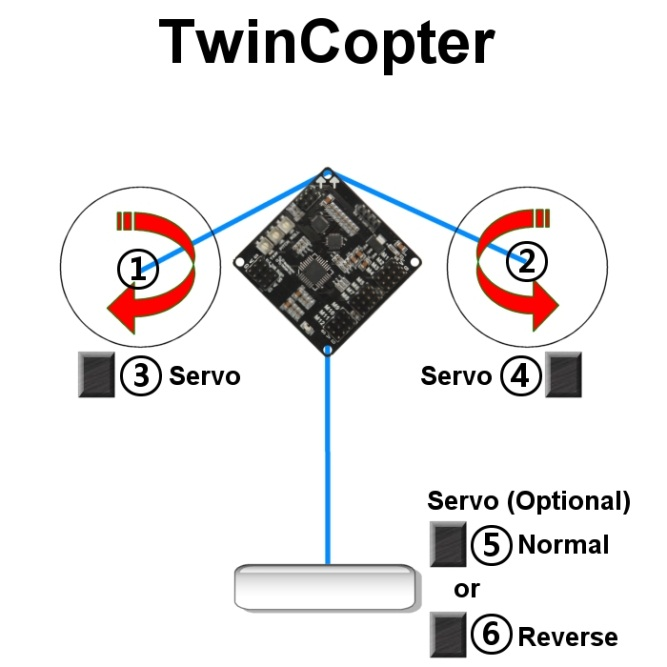 TwinCopter
① ②
③ Servo Servo ④
Servo (Optional)
⑤ Normal
or
⑥ Reverse